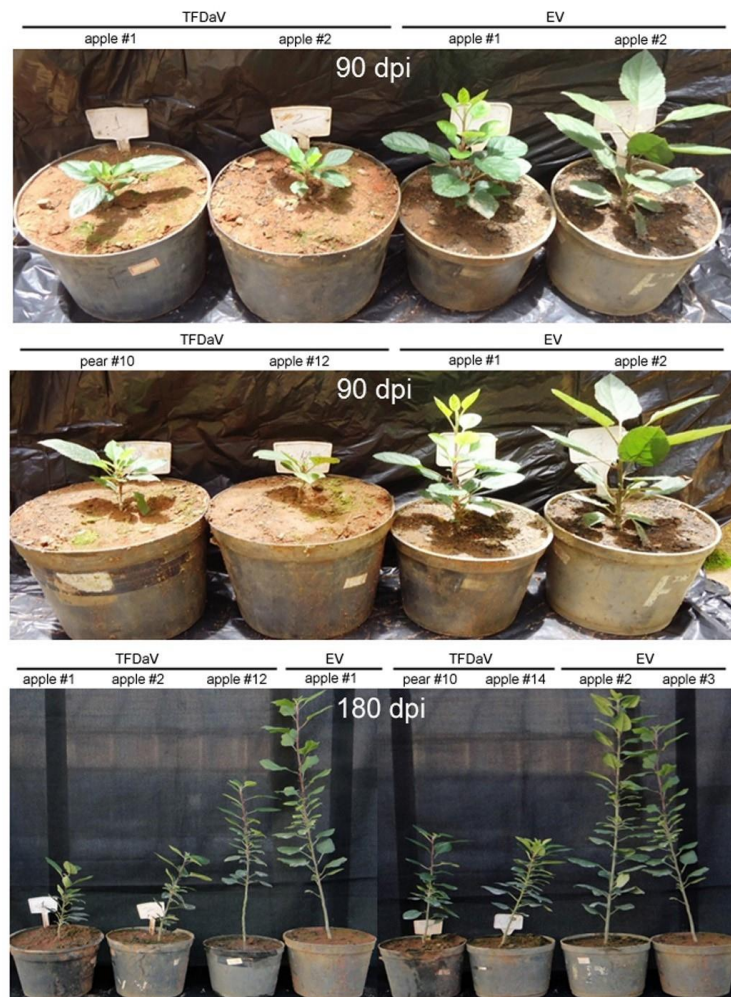 TFDaV EV
apple #1 apple #2 apple #1 apple #2
90 dpi
TFDaV EV
pear #10 apple #12 apple #1 apple #2
90 dpi
TFDaV EV TFDaV EV
apple #1 apple #2 apple #12 apple #1 pear #10 apple #14 apple #2 apple #3
180 dpi